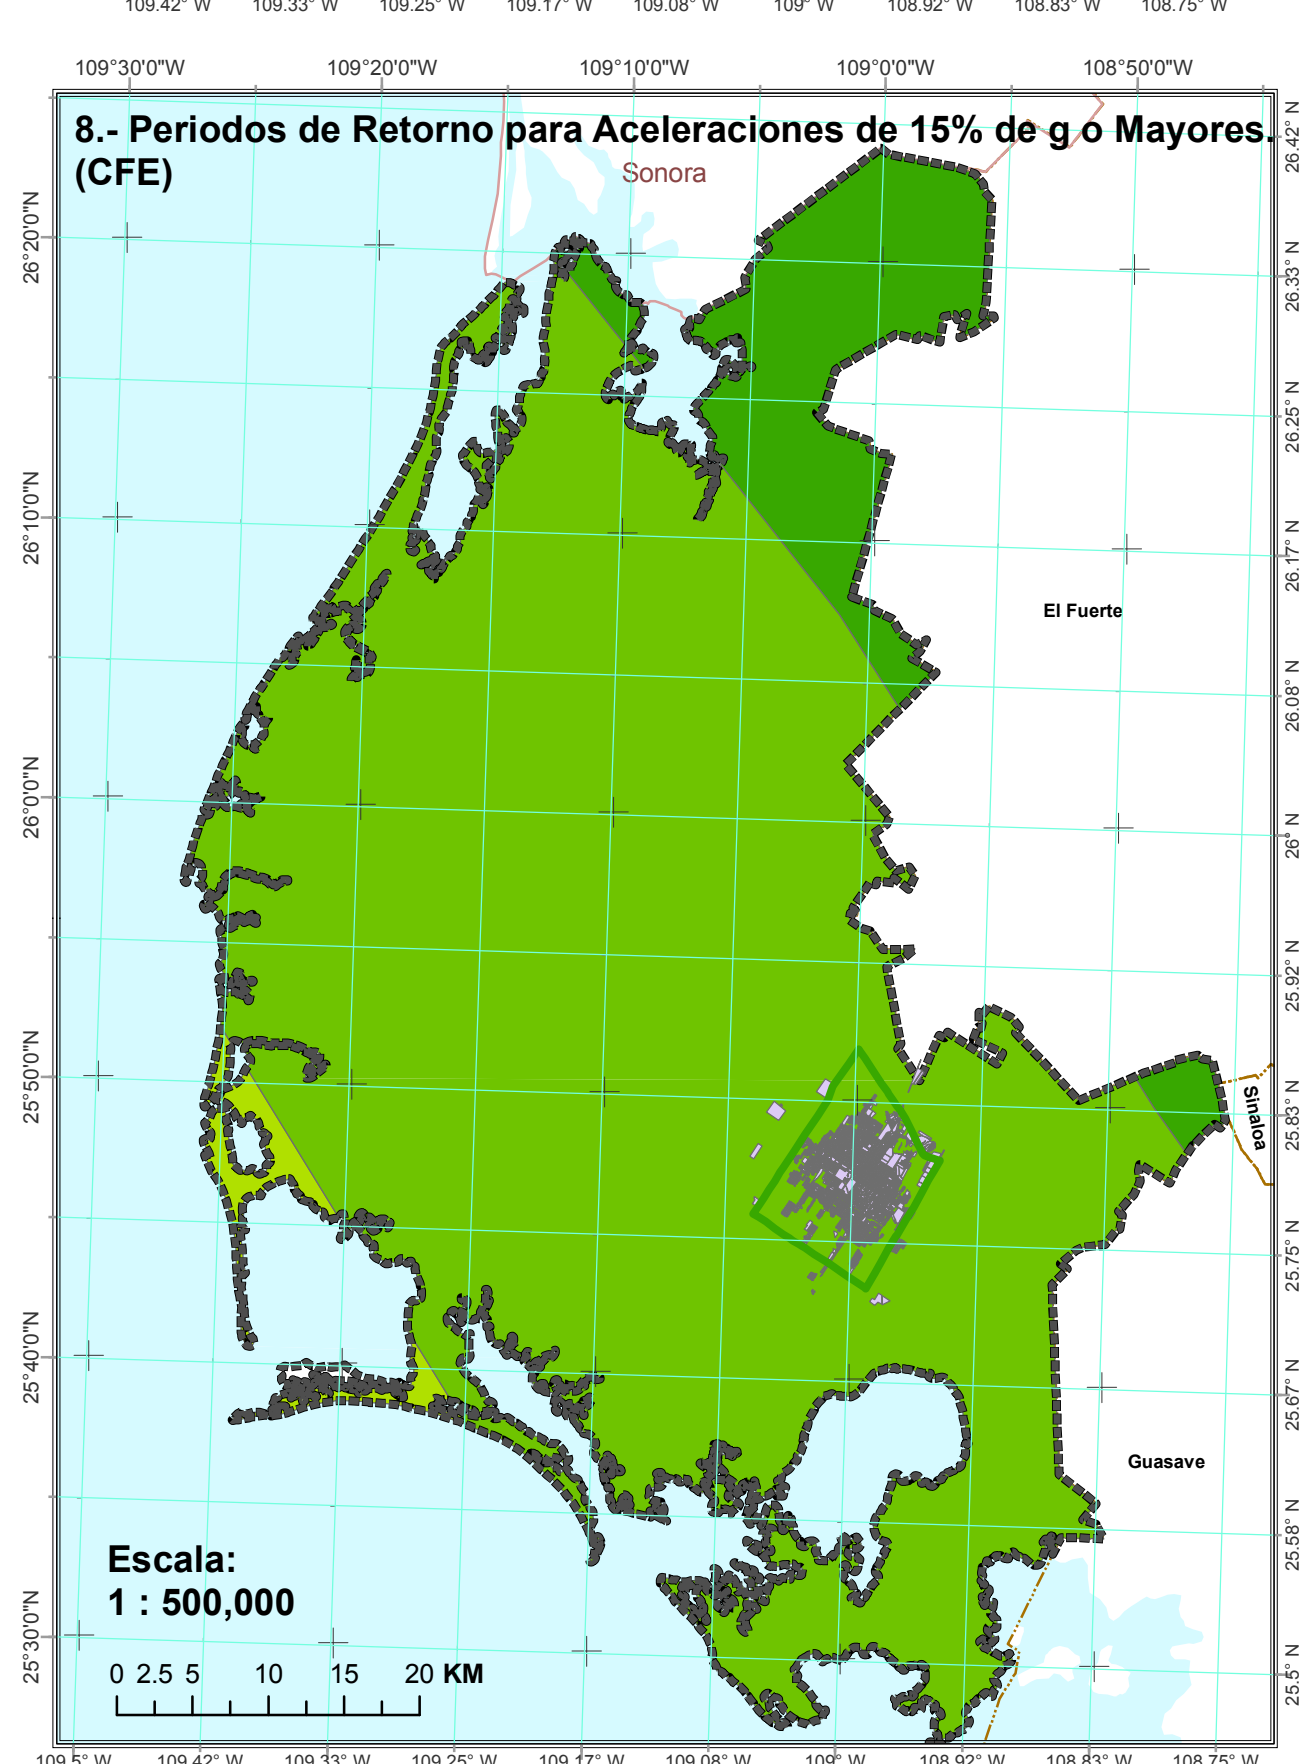 109.42° W 109.33° W 109.25° W 109.17° W 109.08° W 109° W 108.92° W 108.83° W 108.75° W
109°30'0"W 109°20'0"W 109°10'0"W 109°0'0"W 108°50'0"W
8.- Periodos de Retorno para Aceleraciones de 15% de g o Mayores.
(CFE)
Sonora
26.42° N
26°20'0"N
26.33° N
26.25° N
26°10'0"N
26.17° N
El Fuerte
26.08° N
26°0'0"N
26° N
25.92° N
25°50'0"N
25.83° N
Sinaloa
25.75° N
25°40'0"N
25.67° N
Guasave
25.58° N
Escala:
1 : 500,000
25°30'0"N
25.5° N
0 2.5 5 10 15 20 KM
109.5° W 109.42° W 109.33° W 109.25° W 109.17° W 109.08° W 109° W 108.92° W 108.83° W 108.75° W